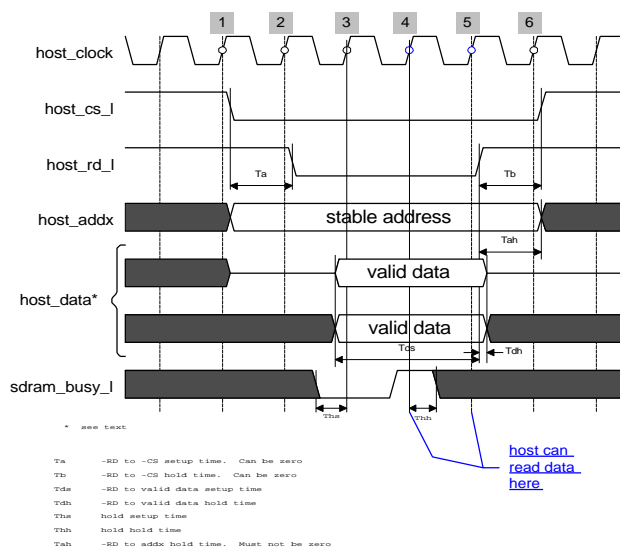 1 2 3 4 5 6
host_clock
host_cs_l
host_rd_l
Ta
Tb
host_addx
stable address
Tah
valid data
host_data*
valid data
Tds
Tdh
sdram_busy_l
Ths
Thh
* see text
host can
read data
here
Ta -RD to -CS setup time. Can be zero
Tb -RD to -CS hold time. Can be zero
Tds -RD to valid data setup time
Tdh -RD to valid data hold time
Ths hold setup time
Thh hold hold time
Tah -RD to addx hold time. Must not be zero